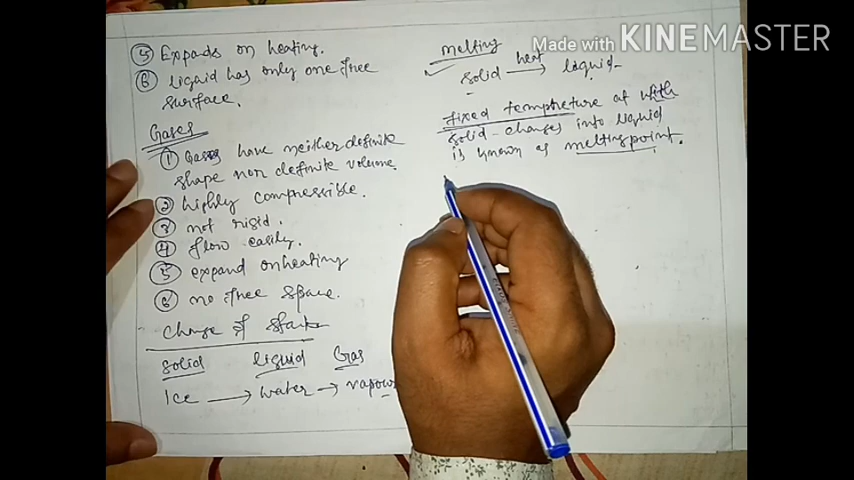 ⑤ Expands on heating.
⑥ liquid has only one free
surface.
Gases
① Gases have neither definite
shape nor definite volume.
② highly compressible.
③ not rigid.
④ flow easily.
⑤ expand on heating
⑥ no free space.
Change of state
Solid liquid Gas
Ice → water → vapours
Made with KINEMASTER
melting
solid heat → liquid
fixed tempreture at with
solid changes into liquid
is known as melting point.